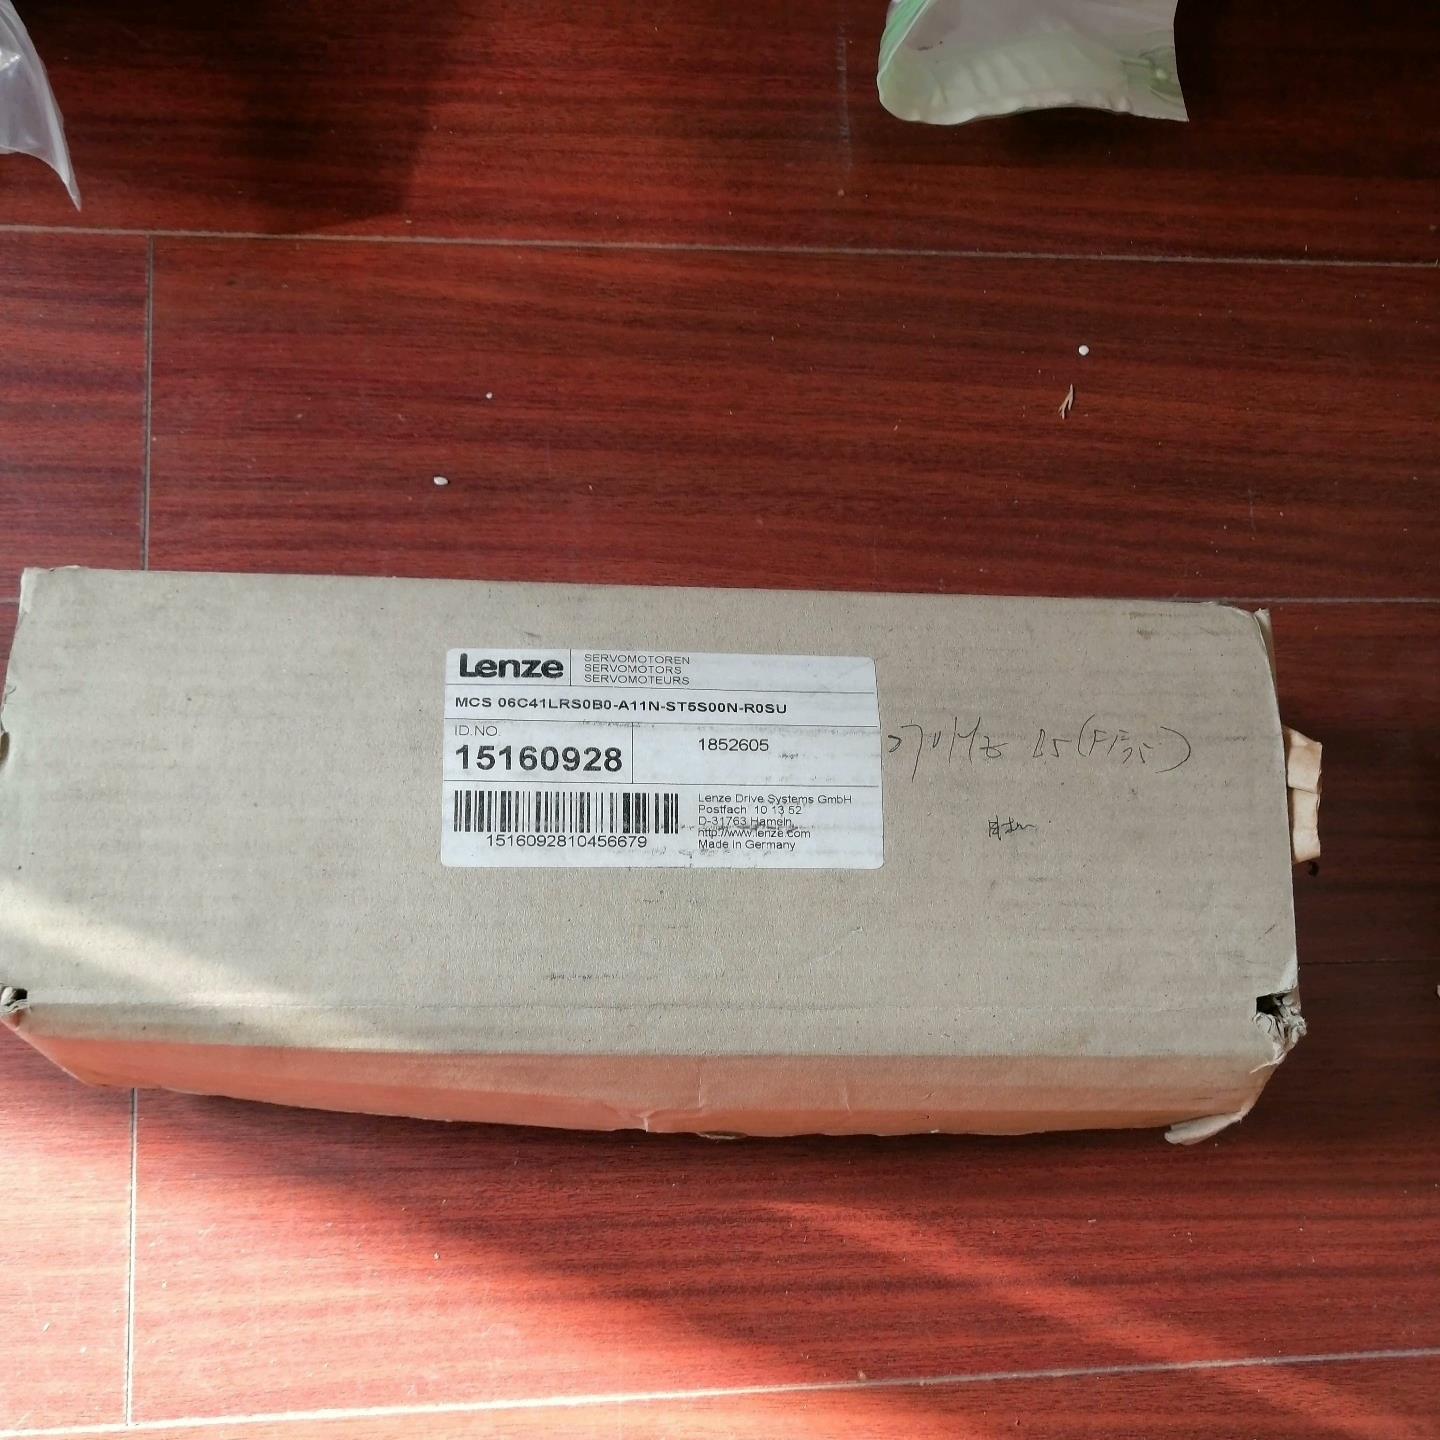 Lenze
SERVOMOTOREN
SERVOMOTORS
SERVOMOTEURS
MCS 06C41LRS0B0-A11N-ST5S00N-R0SU
ID.NO.
15160928
1852605
1516092810456679
Lenze Drive Systems GmbH
Postfach 10 13 52
D-31763 Hameln
http://www.lenze.com
Made in Germany